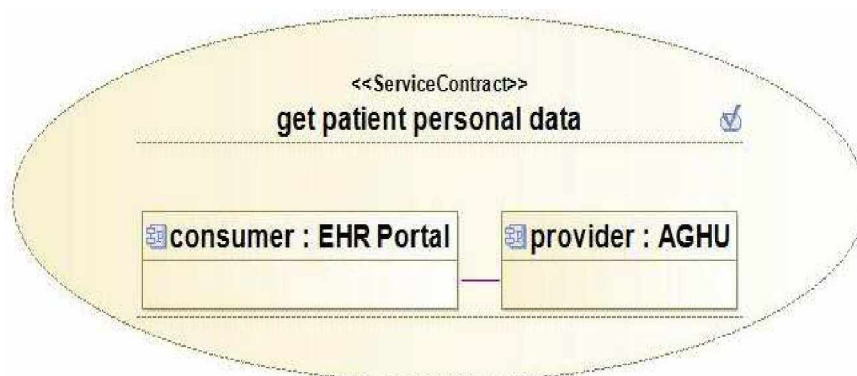 <<ServiceContract>>
get patient personal data
consumer : EHR Portal
provider : AGHU